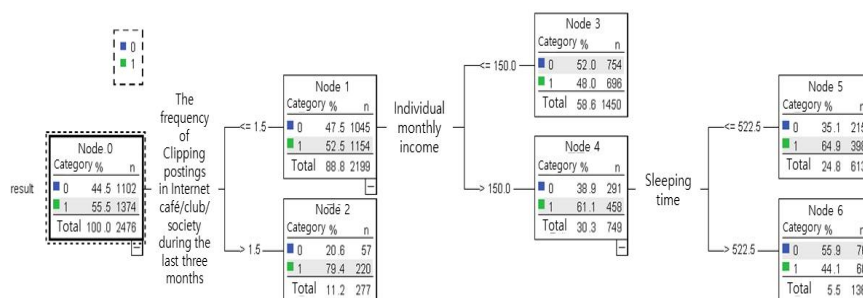 0
1
result
Node 0
Category % n
0 44.5 1102
1 55.5 1374
Total 100.0 2476
The
frequency
of
Clipping
postings
in Internet
café/club/
society
during the
last three
months
<= 1.5
> 1.5
Node 1
Category % n
0 47.5 1045
1 52.5 1154
Total 88.8 2199
Node 2
Category % n
0 20.6 57
1 79.4 220
Total 11.2 277
Individual
monthly
income
<= 150.0
> 150.0
Node 3
Category % n
0 52.0 754
1 48.0 696
Total 58.6 1450
Node 4
Category % n
0 38.9 291
1 61.1 458
Total 30.3 749
Sleeping
time
<= 522.5
> 522.5
Node 5
Category % n
0 35.1 215
1 64.9 398
Total 24.8 613
Node 6
Category % n
0 55.9
1 44.1
Total 5.5